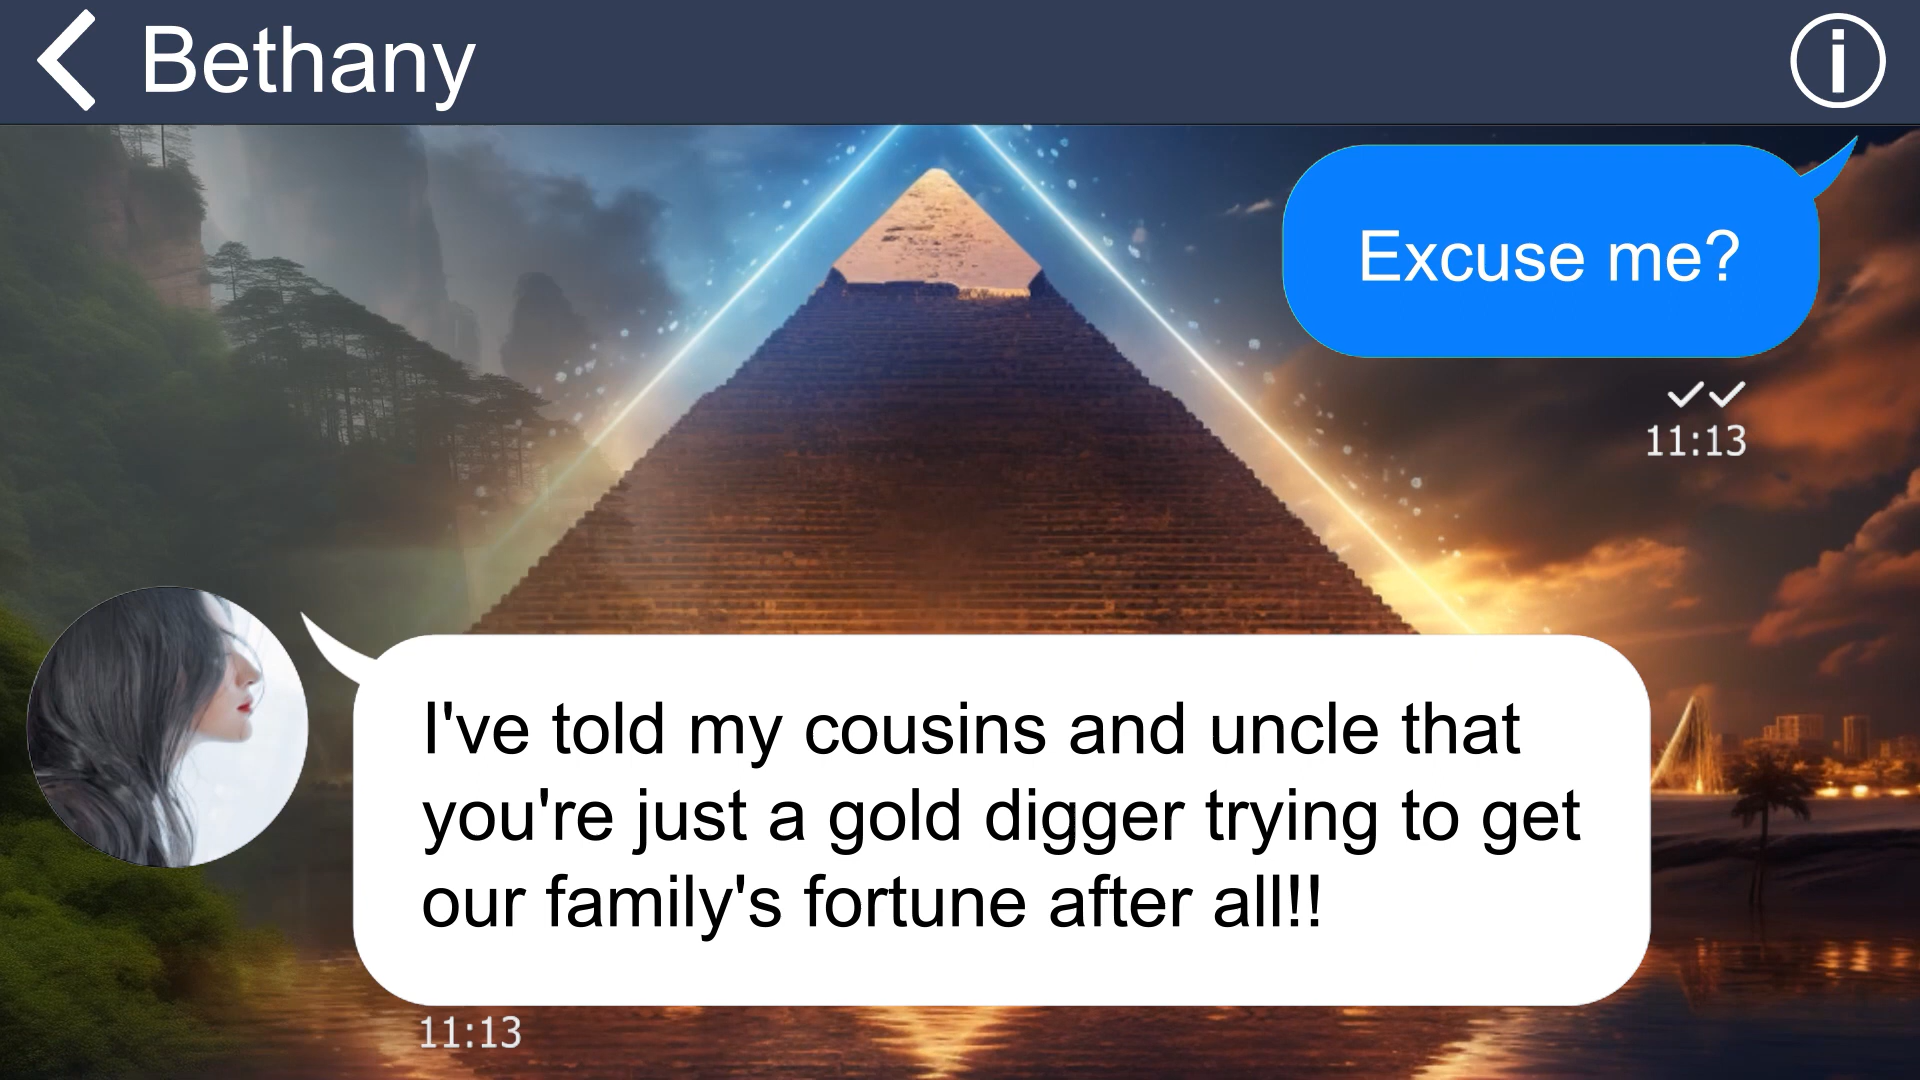 Bethany
Excuse me?
11:13
I've told my cousins and uncle that
you're just a gold digger trying to get
our family's fortune after all!!
11:13